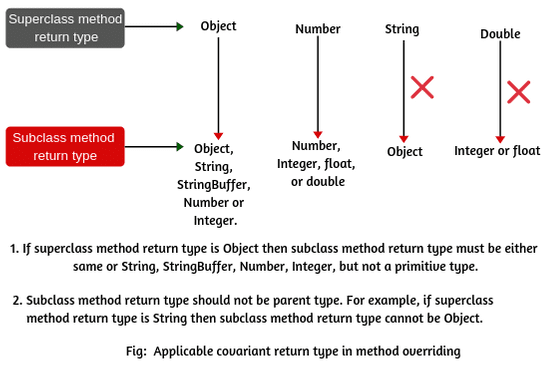 Superclass method
return type
Object
Number
String
Double
Subclass method
return type
Object,
String,
StringBuffer,
Number or
Integer.
Number,
Integer, float,
or double
Object
Integer or float
1. If superclass method return type is Object then subclass method return type must be either
same or String, StringBuffer, Number, Integer, but not a primitive type.
2. Subclass method return type should not be parent type. For example, if superclass
method return type is String then subclass method return type cannot be Object.
Fig: Applicable covariant return type in method overriding